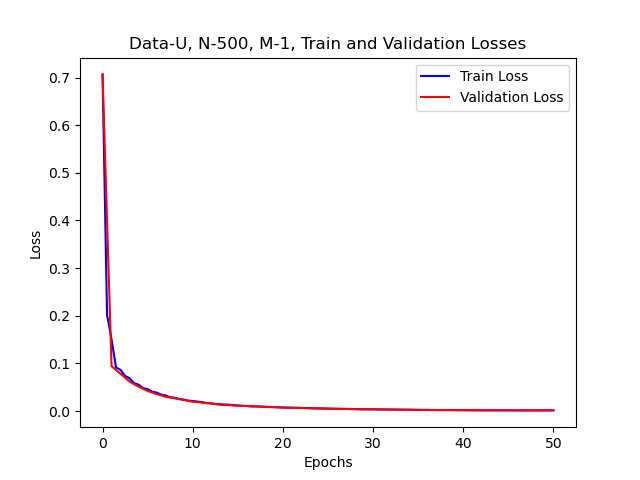 Data-U, N-500, M-1, Train and Validation Losses
Train Loss
Validation Loss
0.7
0.6
0.5
0.4
0.3
0.2
0.1
0.0
Loss
0 10 20 30 40 50
Epochs